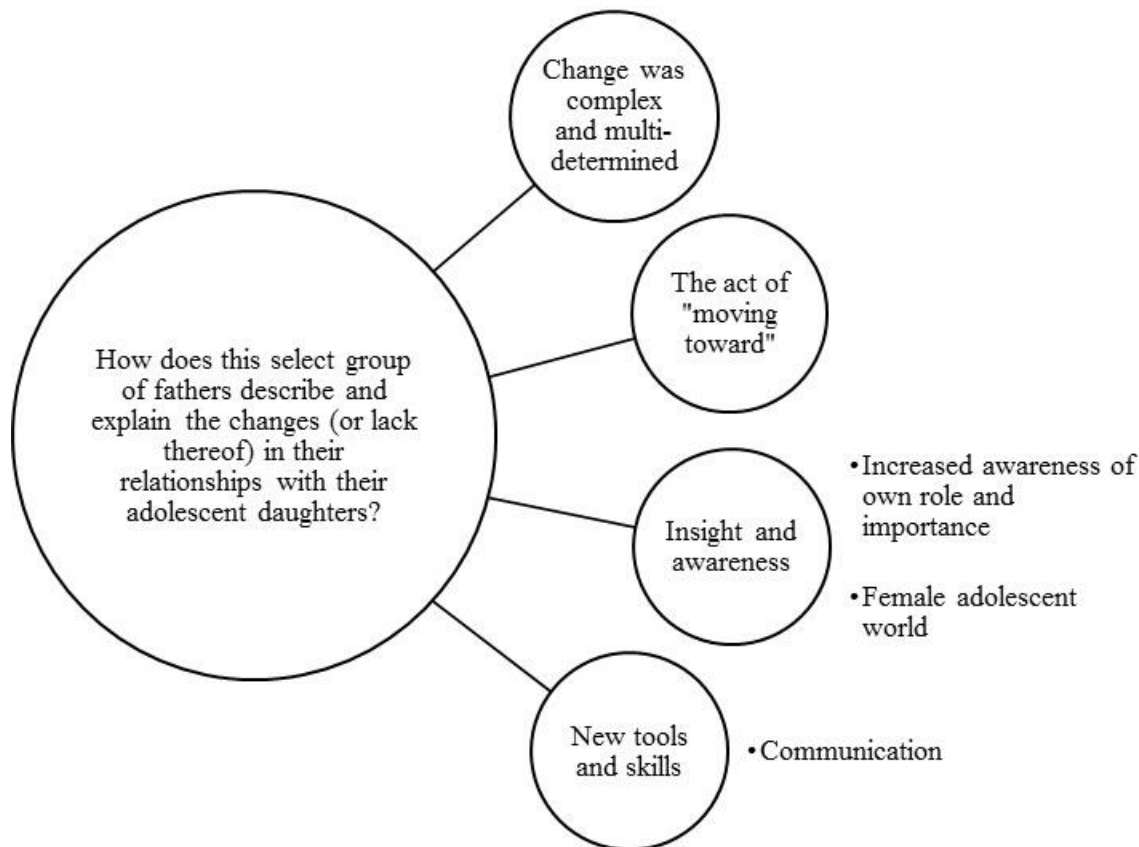 Change was
complex
and multi-
determined
The act of
"moving
toward"
How does this select group
of fathers describe and
explain the changes (or lack
thereof) in their
relationships with their
adolescent daughters?
Insight and
awareness
•Increased awareness of
own role and
importance
•Female adolescent
world
New tools
and skills
•Communication